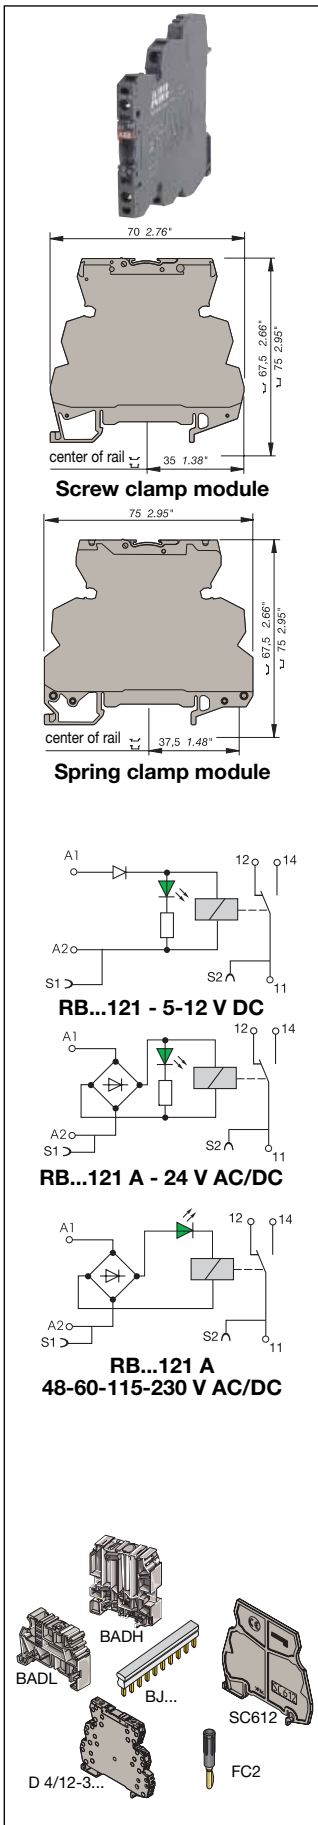 ABB
70 2.76"
67,5 2.66"
75 2.95"
center of rail
35 1.38"
Screw clamp module
75 2.95"
67,5 2.66"
75 2.95"
center of rail
37,5 1.48"
Spring clamp module
A1
12 14
A2
S1
S2
11
RB...121 - 5-12 V DC
A1
12 14
A2
S1
S2
11
RB...121 A - 24 V AC/DC
A1
12 14
A2
S1
S2
11
RB...121 A
48-60-115-230 V AC/DC
BADH
BADL
BJ...
SC612
SC612
D 4/12-3...
FC2